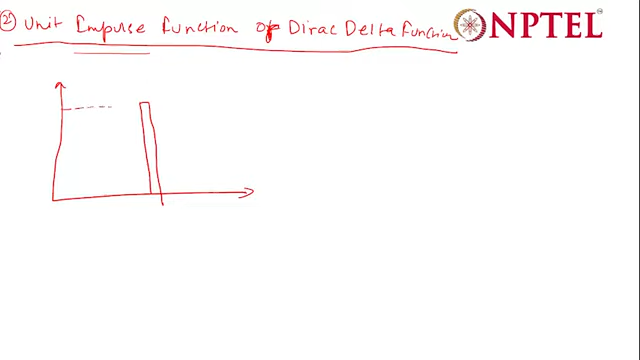 ② Unit Impulse Function or Dirac Delta Function
NPTEL